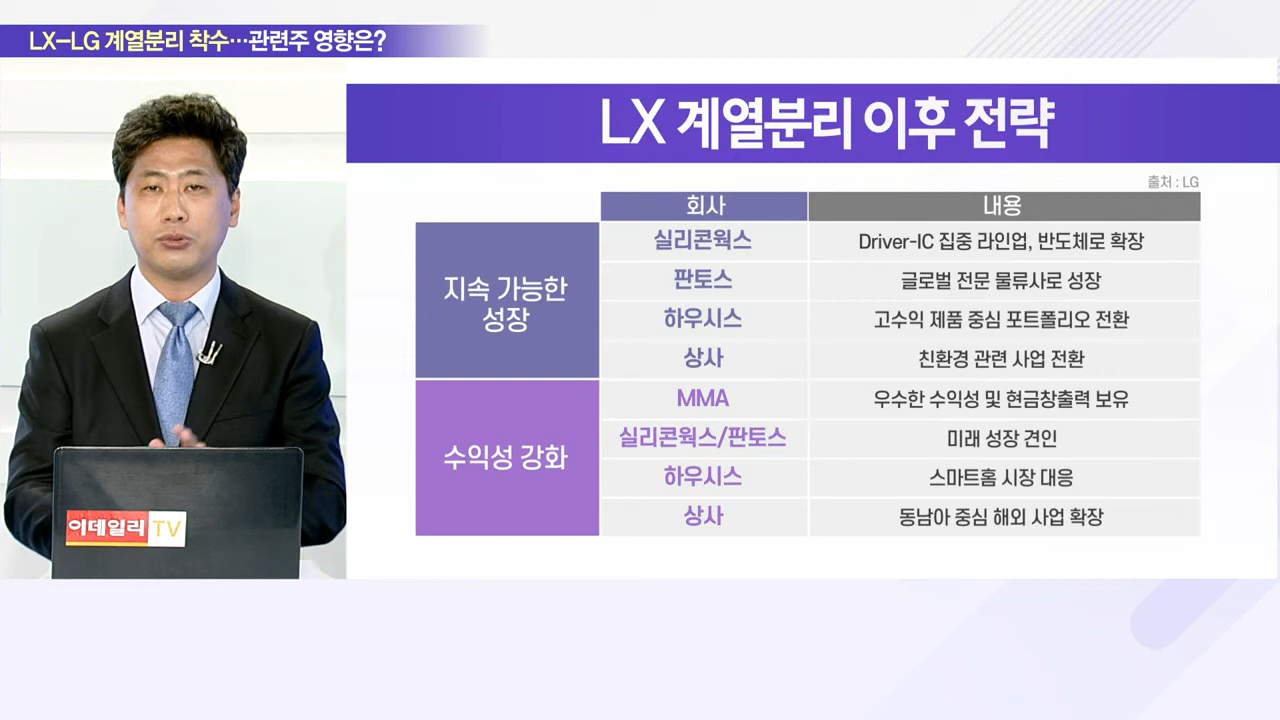 LX-LG 계열분리 착수…관련주 영향은?
LX 계열분리 이후 전략
출처 : LG
회사 내용
지속 가능한 성장
실리콘웍스 Driver-IC 집중 라인업, 반도체로 확장
판토스 글로벌 전문 물류사로 성장
하우시스 고수익 제품 중심 포트폴리오 전환
상사 친환경 관련 사업 전환
수익성 강화
MMA 우수한 수익성 및 현금창출력 보유
실리콘웍스/판토스 미래 성장 견인
하우시스 스마트홈 시장 대응
상사 동남아 중심 해외 사업 확장
이데일리 TV